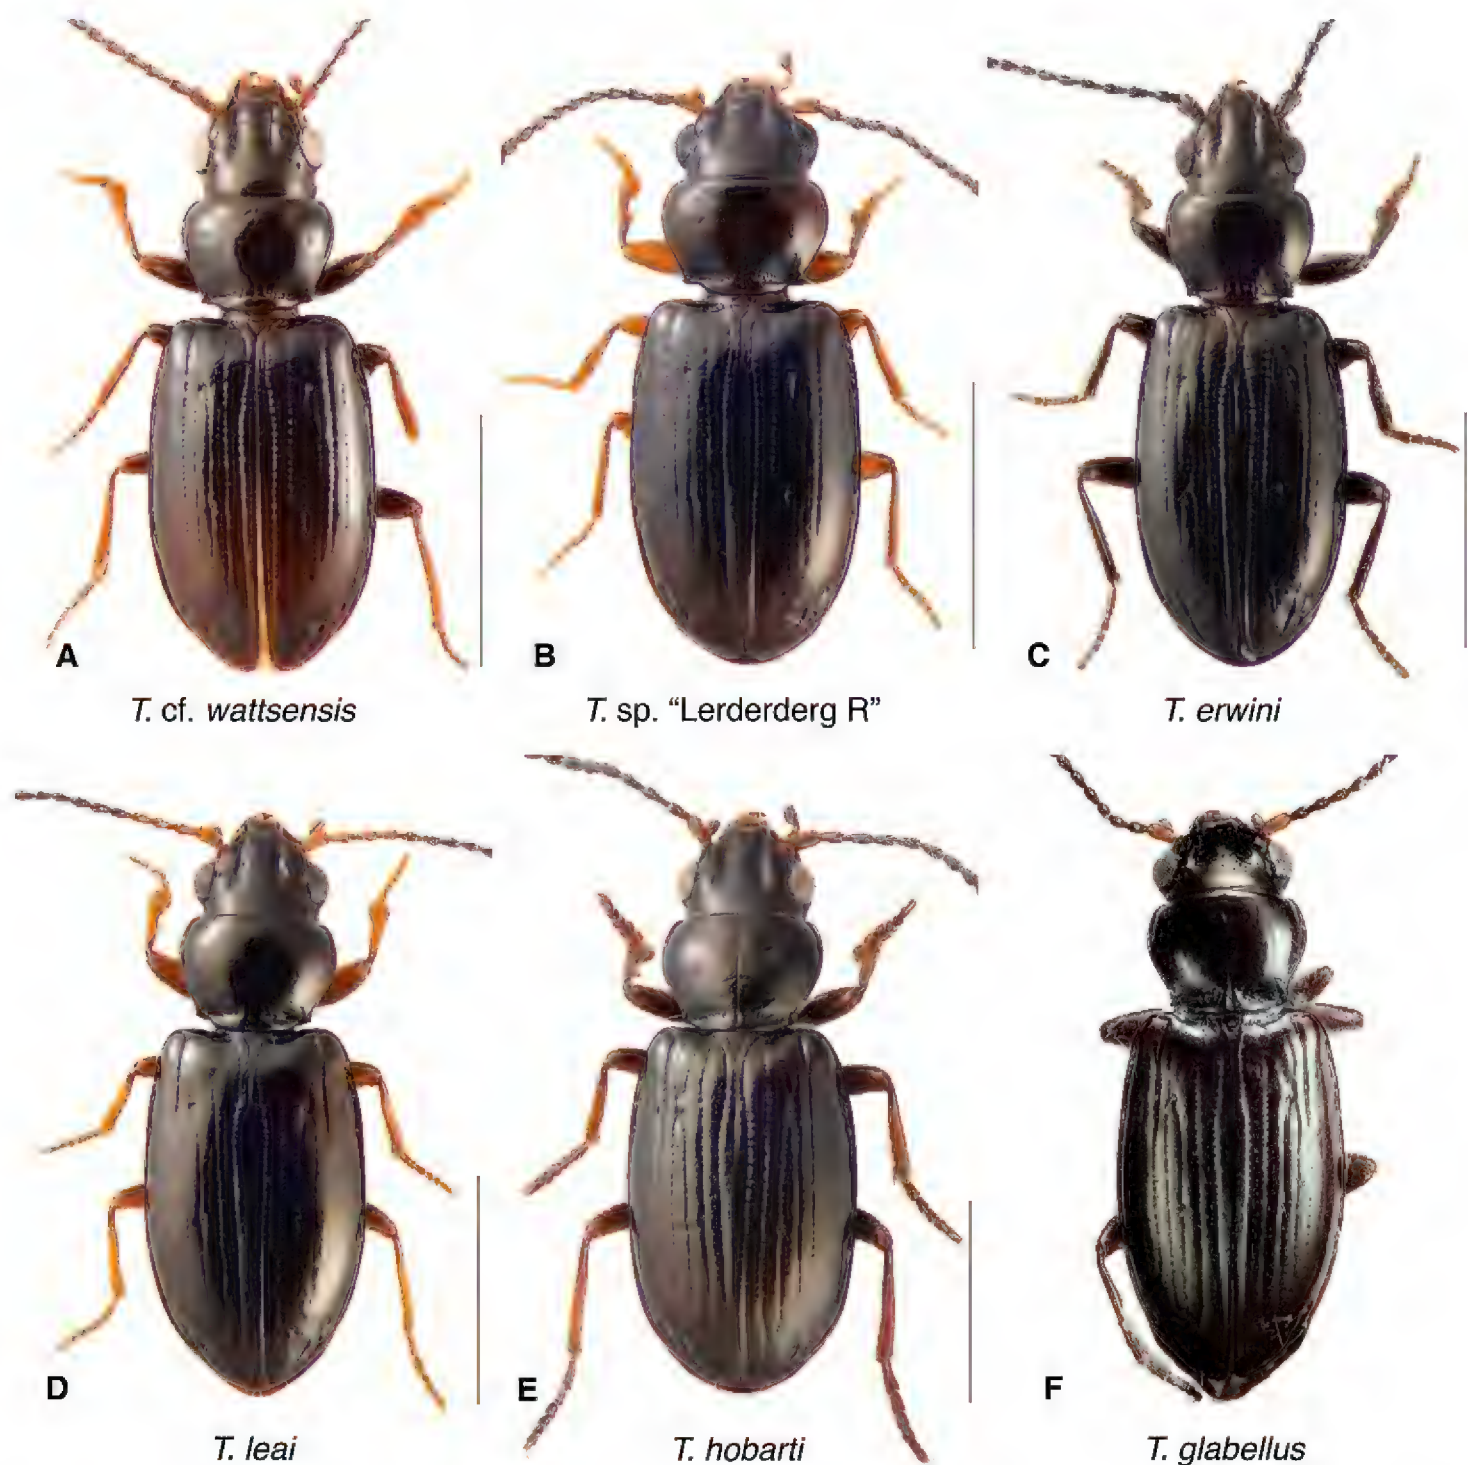 A
B
C
T. cf. wattsensis
T. sp. “Lerderderg R”
T. erwini
D
E
F
T. leai
T. hobarti
T. glabellus